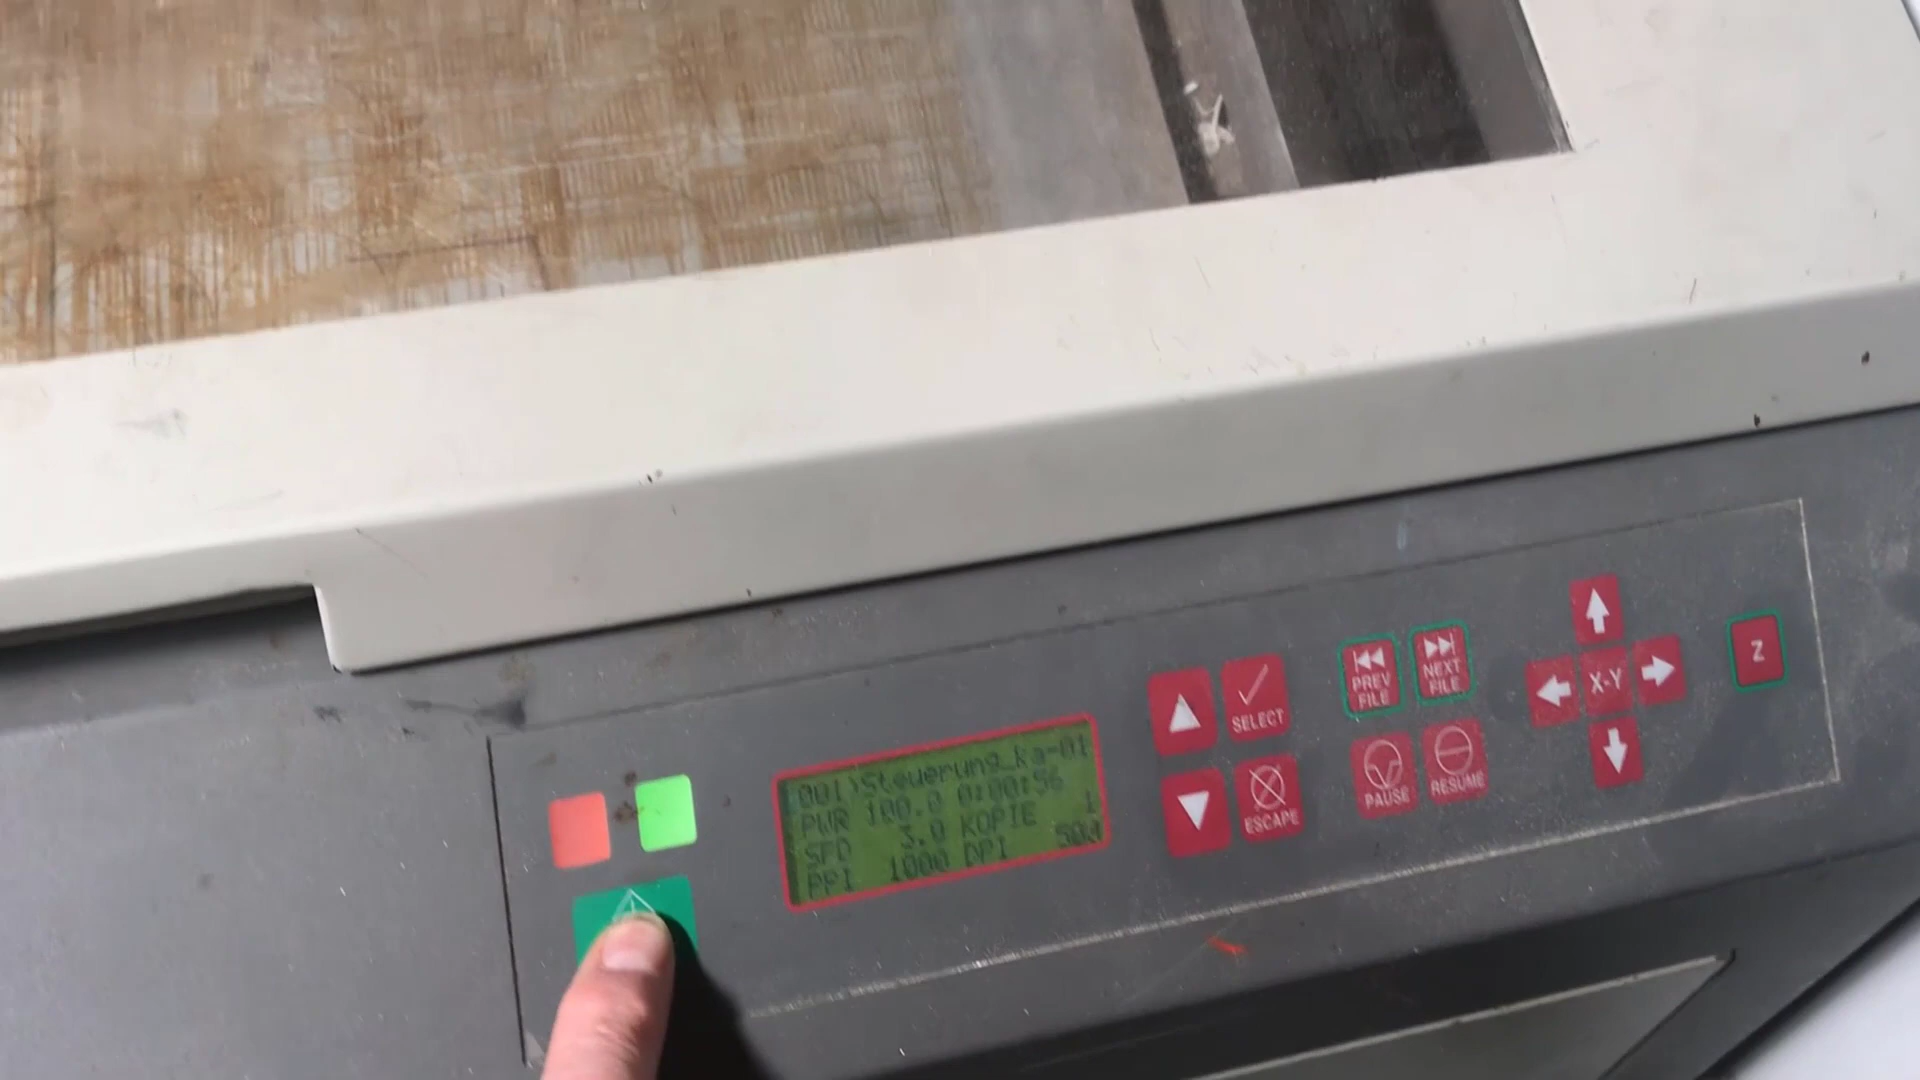 001)Steuerung_ka-01
PWR 100.0 0:00:56
SPD 3.0 KOPIE 1
PPI 1000 DPI 500
SELECT
ESCAPE
PREV
FILE
NEXT
FILE
PAUSE
RESUME
X-Y
Z